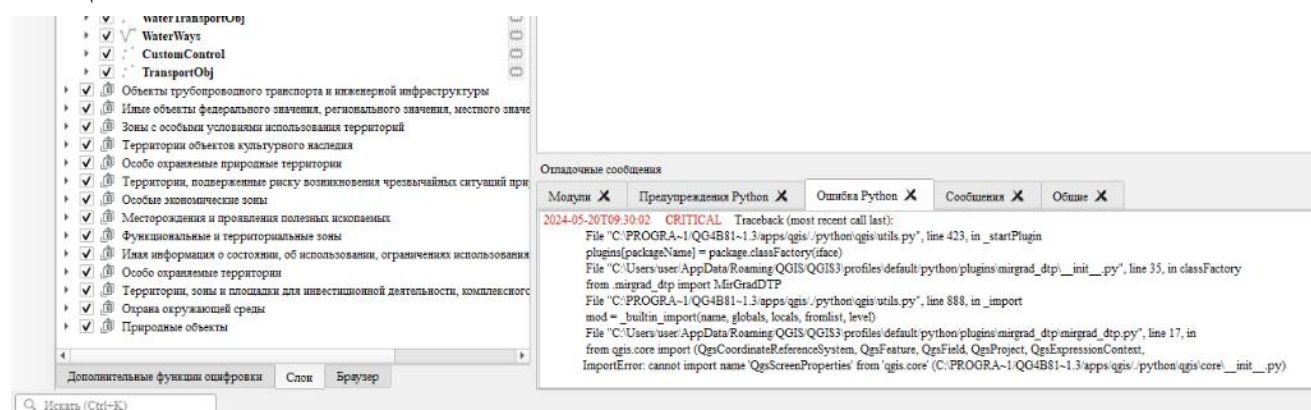 WaterTransportObj
WaterWays
CustomControl
TransportObj
Объекты трубопроводного транспорта и инженерной инфраструктуры
Иные объекты федерального значения, регионального значения, местного значе
Зоны с особыми условиями использования территорий
Территории объектов культурного наследия
Особо охраняемые природные территории
Территории, подверженные риску возникновения чрезвычайных ситуаций при
Особые экономические зоны
Месторождения и проявления полезных ископаемых
Функциональные и территориальные зоны
Иная информация о состоянии, об использовании, ограничениях использования
Особо охраняемые территории
Территории, зоны и площадки для инвестиционной деятельности, комплексног
Охрана окружающей среды
Природные объекты
Дополнительные функции оцифровки Слои Браузер
Искать (Ctrl+K)
Отладочные сообщения
Модули Предупреждения Python Ошибка Python Сообщения Общие
2024-05-20T09:30:02 CRITICAL Traceback (most recent call last):
File "C:\PROGRA~1/QG4B81~1.3/apps/qgis/./python\qgis\utils.py", line 423, in _startPlugin
plugins[packageName] = package.classFactory(iface)
File "C:\Users/user/AppData/Roaming/QGIS/QGIS3\profiles\default/python/plugins\mirgrad_dtp\__init__.py", line 35, in classFactory
from .mirgrad_dtp import MirGradDTP
File "C:\PROGRA~1/QG4B81~1.3/apps/qgis/./python\qgis\utils.py", line 888, in _import
mod = _builtin_import(name, globals, locals, fromlist, level)
File "C:\Users/user/AppData/Roaming/QGIS/QGIS3\profiles\default/python/plugins\mirgrad_dtp\mirgrad_dtp.py", line 17, in
from qgis.core import (QgsCoordinateReferenceSystem, QgsFeature, QgsField, QgsProject, QgsExpressionContext,
ImportError: cannot import name 'QgsScreenProperties' from 'qgis.core' (C:\PROGRA~1/QG4B81~1.3/apps/qgis/./python\qgis\core\__init__.py)